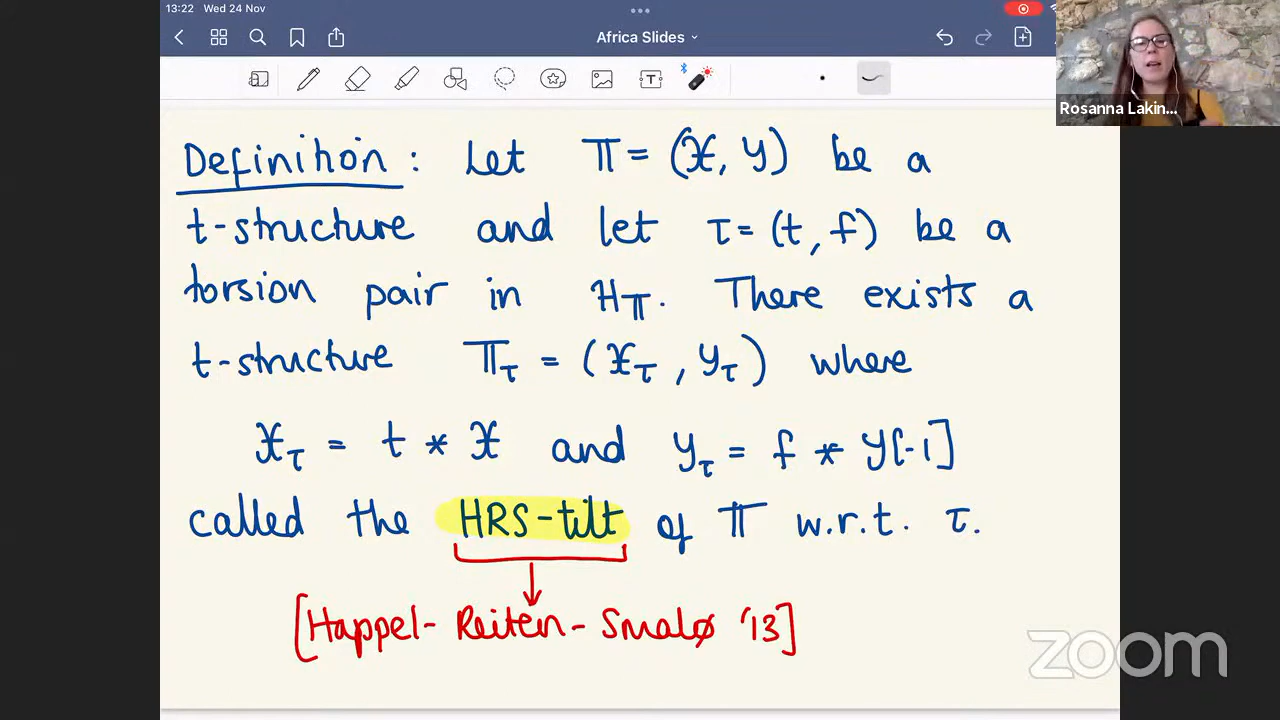 13:22 Wed 24 Nov
Africa Slides
Rosanna Lakin...
Definition: Let 𝕋 = (𝒳, 𝒴) be a
t-structure and let τ = (t, f) be a
torsion pair in H_𝕋. There exists a
t-structure 𝕋_τ = (𝒳_τ, 𝒴_τ) where
𝒳_τ = t * 𝒳 and 𝒴_τ = f * 𝒴[-1]
called the HRS-tilt of 𝕋 w.r.t. τ.
[Happel-Reiten-Smalø '13]
zoom